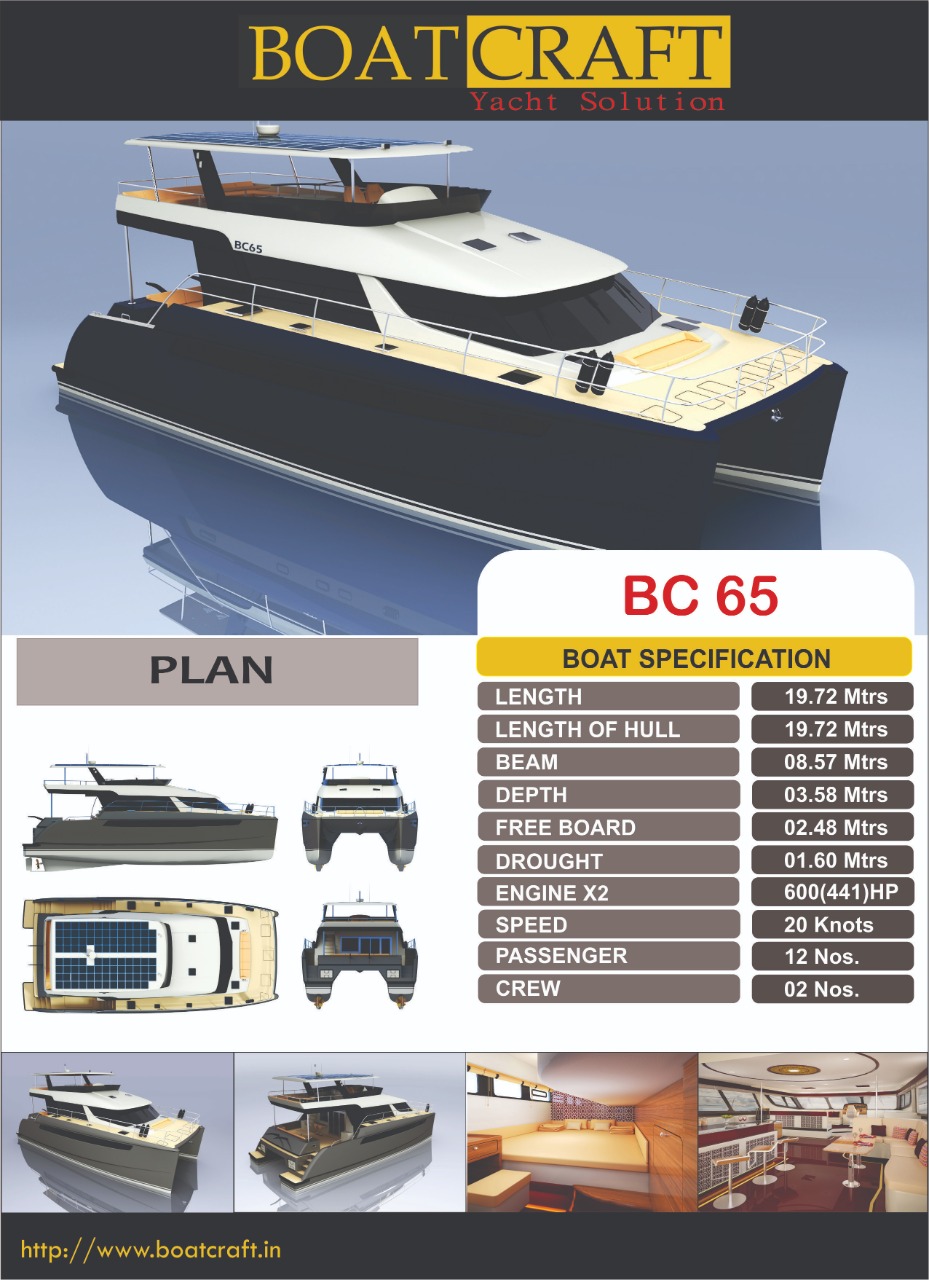 BOATCRAFT
Yacht Solution
BC65
BC 65
PLAN
BOAT SPECIFICATION
LENGTH 19.72 Mtrs
LENGTH OF HULL 19.72 Mtrs
BEAM 08.57 Mtrs
DEPTH 03.58 Mtrs
FREE BOARD 02.48 Mtrs
DROUGHT 01.60 Mtrs
ENGINE X2 600(441)HP
SPEED 20 Knots
PASSENGER 12 Nos.
CREW 02 Nos.
http://www.boatcraft.in